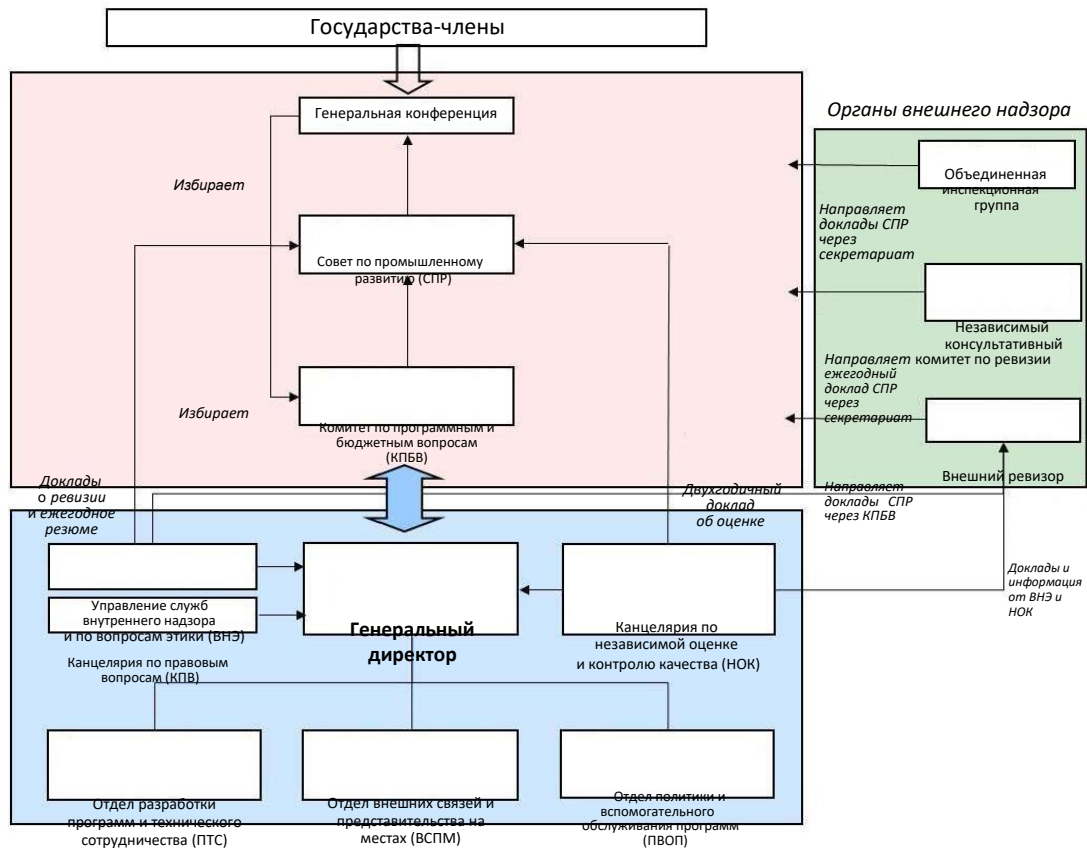 Государства-члены
Генеральная конференция
Избирает
Совет по промышленному
развитию (СПР)
Избирает
Комитет по программным и
бюджетным вопросам
(КПБВ)
Органы внешнего надзора
Объединенная
инспекционная
группа
Направляет
доклады СПР
через
секретариат
Независимый
консультативный
комитет по ревизии
Направляет
ежегодный
доклад СПР
через
секретариат
Внешний ревизор
Направляет
доклады СПР
через КПБВ
Доклады
о ревизии
и ежегодное
резюме
Двухгодичный
доклад
об оценке
Доклады и
информация
от ВНЭ и
НОК
Управление служб
внутреннего надзора
и по вопросам этики (ВНЭ)
Канцелярия по правовым
вопросам (КПВ)
Генеральный
директор
Канцелярия по
независимой оценке
и контролю качества (НОК)
Отдел разработки
программ и технического
сотрудничества (ПТС)
Отдел внешних связей и
представительства на
местах (ВСПМ)
Отдел политики и
вспомогательного
обслуживания программ
(ПВОП)